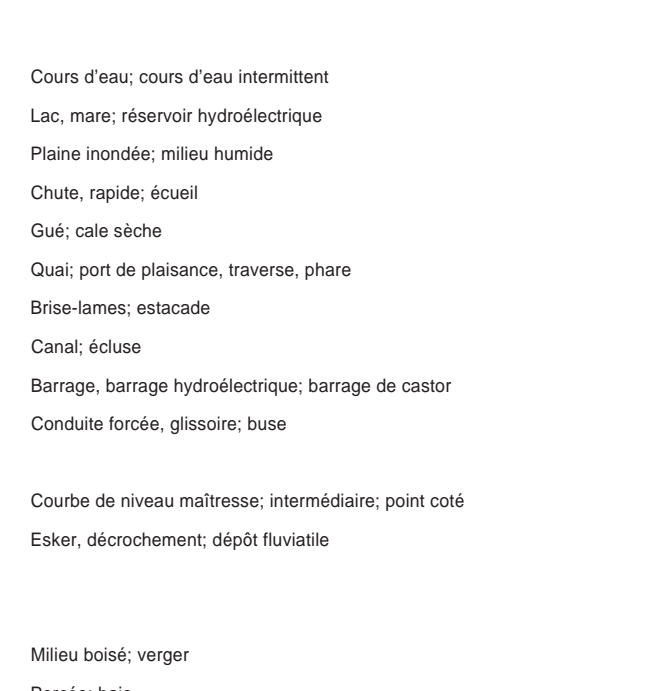 Cours d'eau; cours d'eau intermittent
Lac, mare; réservoir hydroélectrique
Plaine inondée; milieu humide
Chute, rapide; écueil
Gué; cale sèche
Quai; port de plaisance, traverse, phare
Brise-lames; estacade
Canal; écluse
Barrage, barrage hydroélectrique; barrage de castor
Conduite forcée, glissoire; buse
Courbe de niveau maîtresse; intermédiaire; point coté
Esker, décrochement; dépôt fluviatile
Milieu boisé; verger